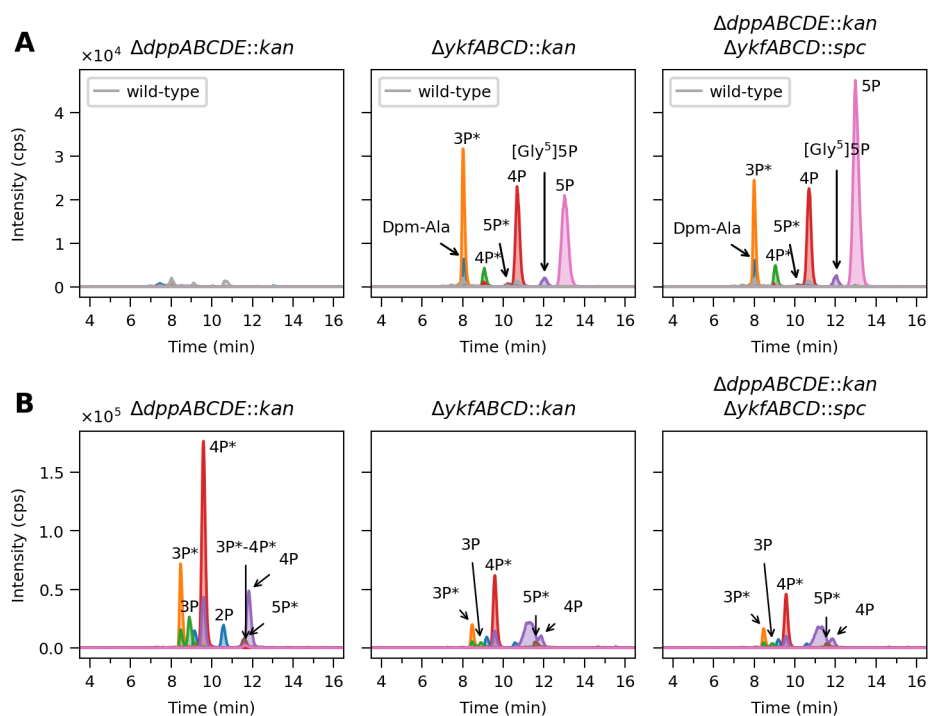 A
×10⁴
ΔdppABCDE::kan
ΔykfABCD::kan
ΔdppABCDE::kan
ΔykfABCD::spc
Intensity (cps)
4
3
2
1
0
wild-type
4 6 8 10 12 14 16
Time (min)
wild-type
3P*
[Gly⁵]5P
4P
5P
Dpm-Ala
5P*
4P*
4 6 8 10 12 14 16
Time (min)
wild-type
5P
[Gly⁵]5P
3P*
4P
Dpm-Ala
5P*
4P*
4 6 8 10 12 14 16
Time (min)
B
×10⁵
ΔdppABCDE::kan
ΔykfABCD::kan
ΔdppABCDE::kan
ΔykfABCD::spc
Intensity (cps)
1.5
1.0
0.5
0.0
4P*
3P*
3P*-4P*
4P
3P
2P
5P*
4 6 8 10 12 14 16
Time (min)
3P
4P*
3P*
5P*
4P
4 6 8 10 12 14 16
Time (min)
3P
4P*
3P*
5P*
4P
4 6 8 10 12 14 16
Time (min)